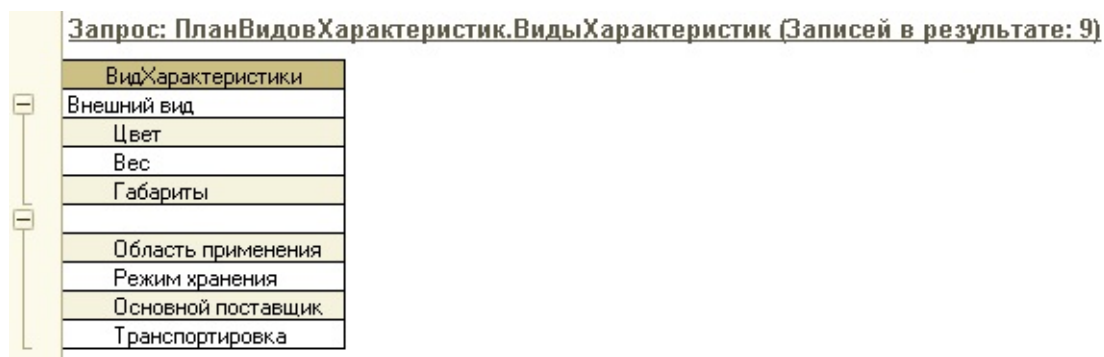 Запрос: ПланВидовХарактеристик.ВидыХарактеристик (Записей в результате: 9)
ВидХарактеристики
Внешний вид
Цвет
Вес
Габариты
Область применения
Режим хранения
Основной поставщик
Транспортировка